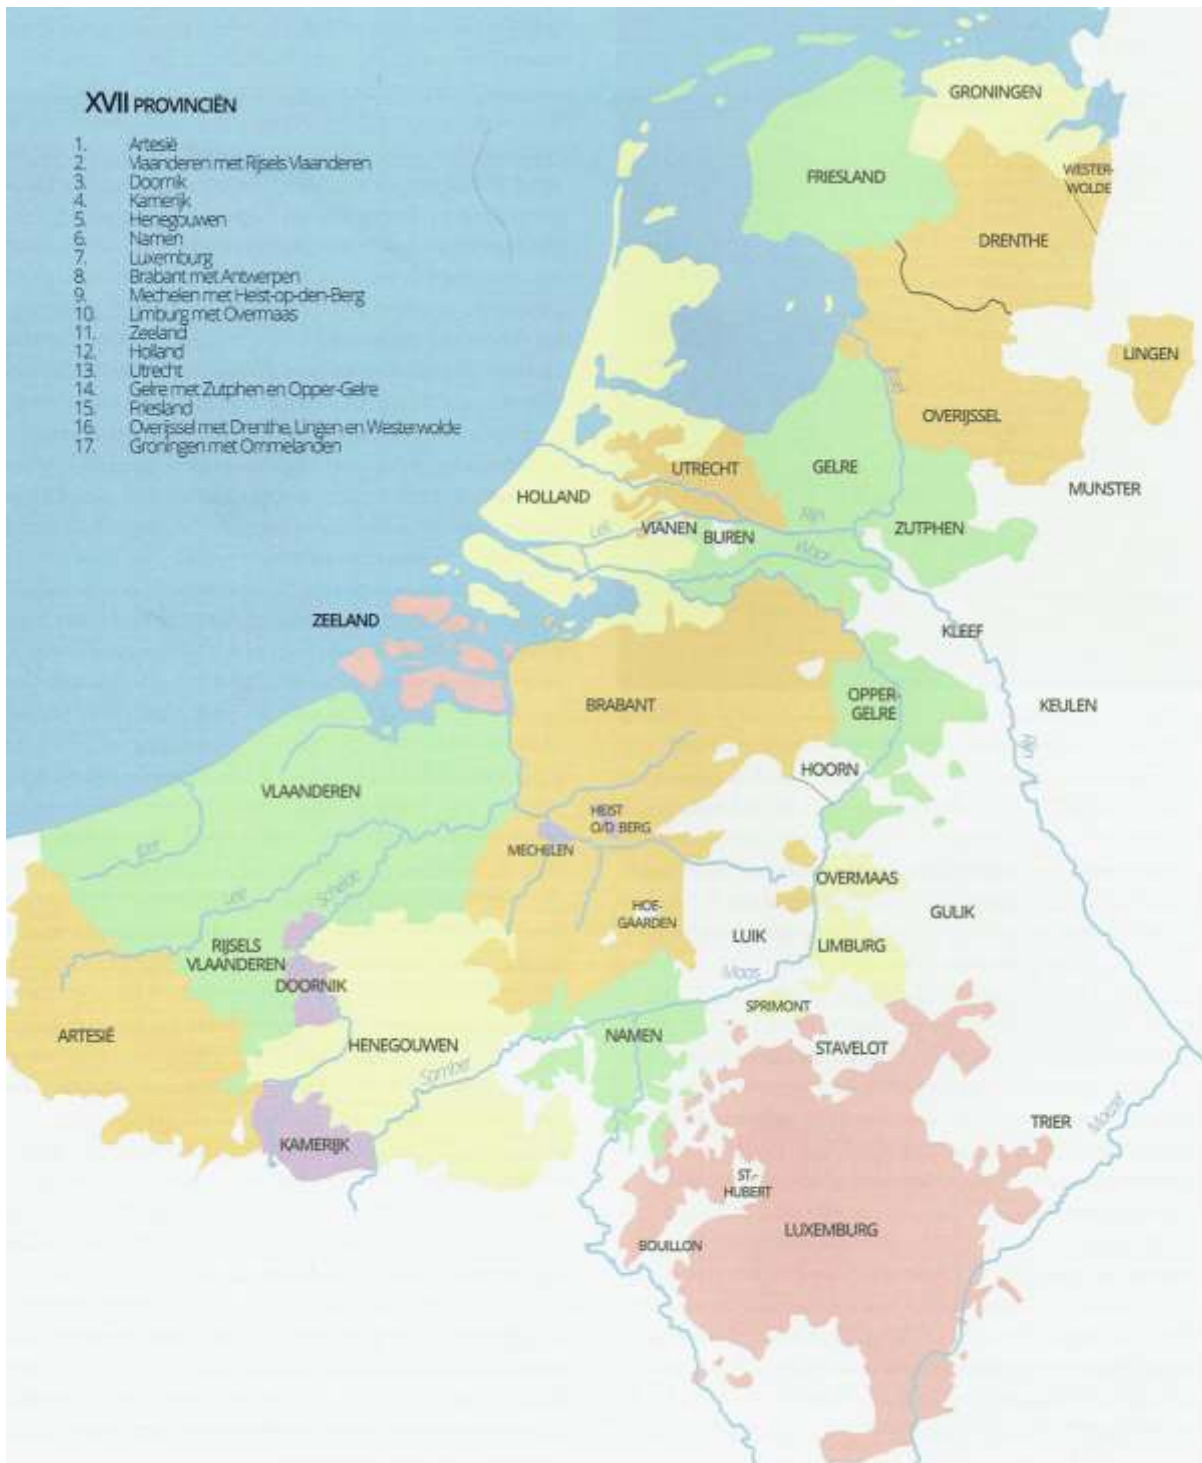 XVII PROVINCIËN
1. Artesië
2. Vlaanderen met Rijsels Vlaanderen
3. Doornik
4. Kamerijk
5. Henegouwen
6. Namen
7. Luxemburg
8. Brabant met Antwerpen
9. Mechelen met Heist-op-den-Berg
10. Limburg met Overmaas
11. Zeeland
12. Holland
13. Utrecht
14. Gelre met Zutphen en Opper-Gelre
15. Friesland
16. Overijssel met Drenthe, Lingen en Westerwolde
17. Groningen met Ommelanden
GRONINGEN
FRIESLAND
WESTER-
WOLDE
DRENTHE
LINGEN
OVERIJSSEL
UTRECHT
GELRE
MUNSTER
HOLLAND
VIANEN
BUREN
Lek
Rijn
Waal
ZUTPHEN
ZEELAND
KLEEF
BRABANT
OPPER-
GELRE
KEULEN
Rijn
HOORN
VLAANDEREN
HEIST
O/D BERG
MECHELEN
Leie
Schelde
OVERMAAS
HOE-
GAARDEN
GULIK
LUIK
LIMBURG
RIJSELS
VLAANDEREN
DOORNIK
Maas
SPRIMONT
ARTESIË
HENEGOUWEN
NAMEN
STAVELOT
Samber
TRIER
Moezel
KAMERIJK
ST.-
HUBERT
LUXEMBURG
BOUILLON